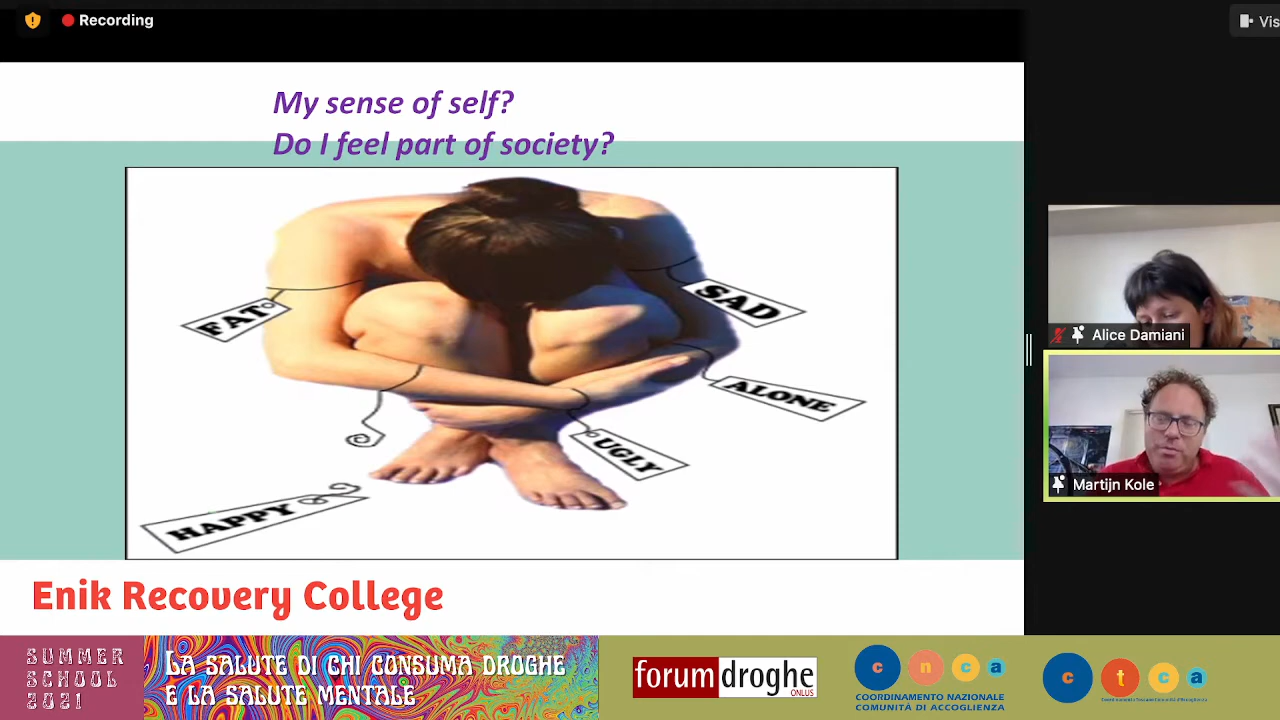 Recording
Vis
My sense of self?
Do I feel part of society?
FAT
SAD
ALONE
UGLY
HAPPY
Alice Damiani
Martijn Kole
Enik Recovery College
SUMMER
SCHOOL
2021
LA SALUTE DI CHI CONSUMA DROGHE
E LA SALUTE MENTALE
forumdroghe
ONLUS
c n c a
COORDINAMENTO NAZIONALE
COMUNITÀ DI ACCOGLIENZA
c t c a